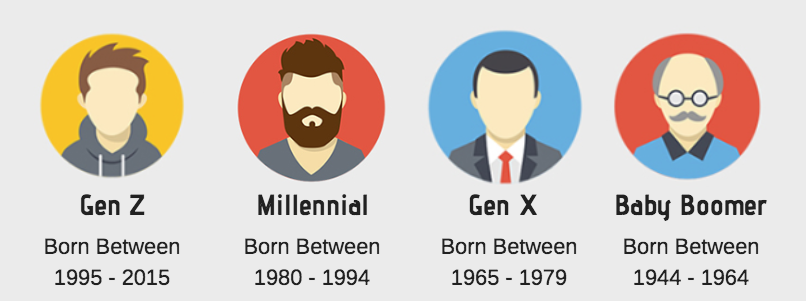 Gen Z
Born Between
1995 - 2015
Millennial
Born Between
1980 - 1994
Gen X
Born Between
1965 - 1979
Baby Boomer
Born Between
1944 - 1964